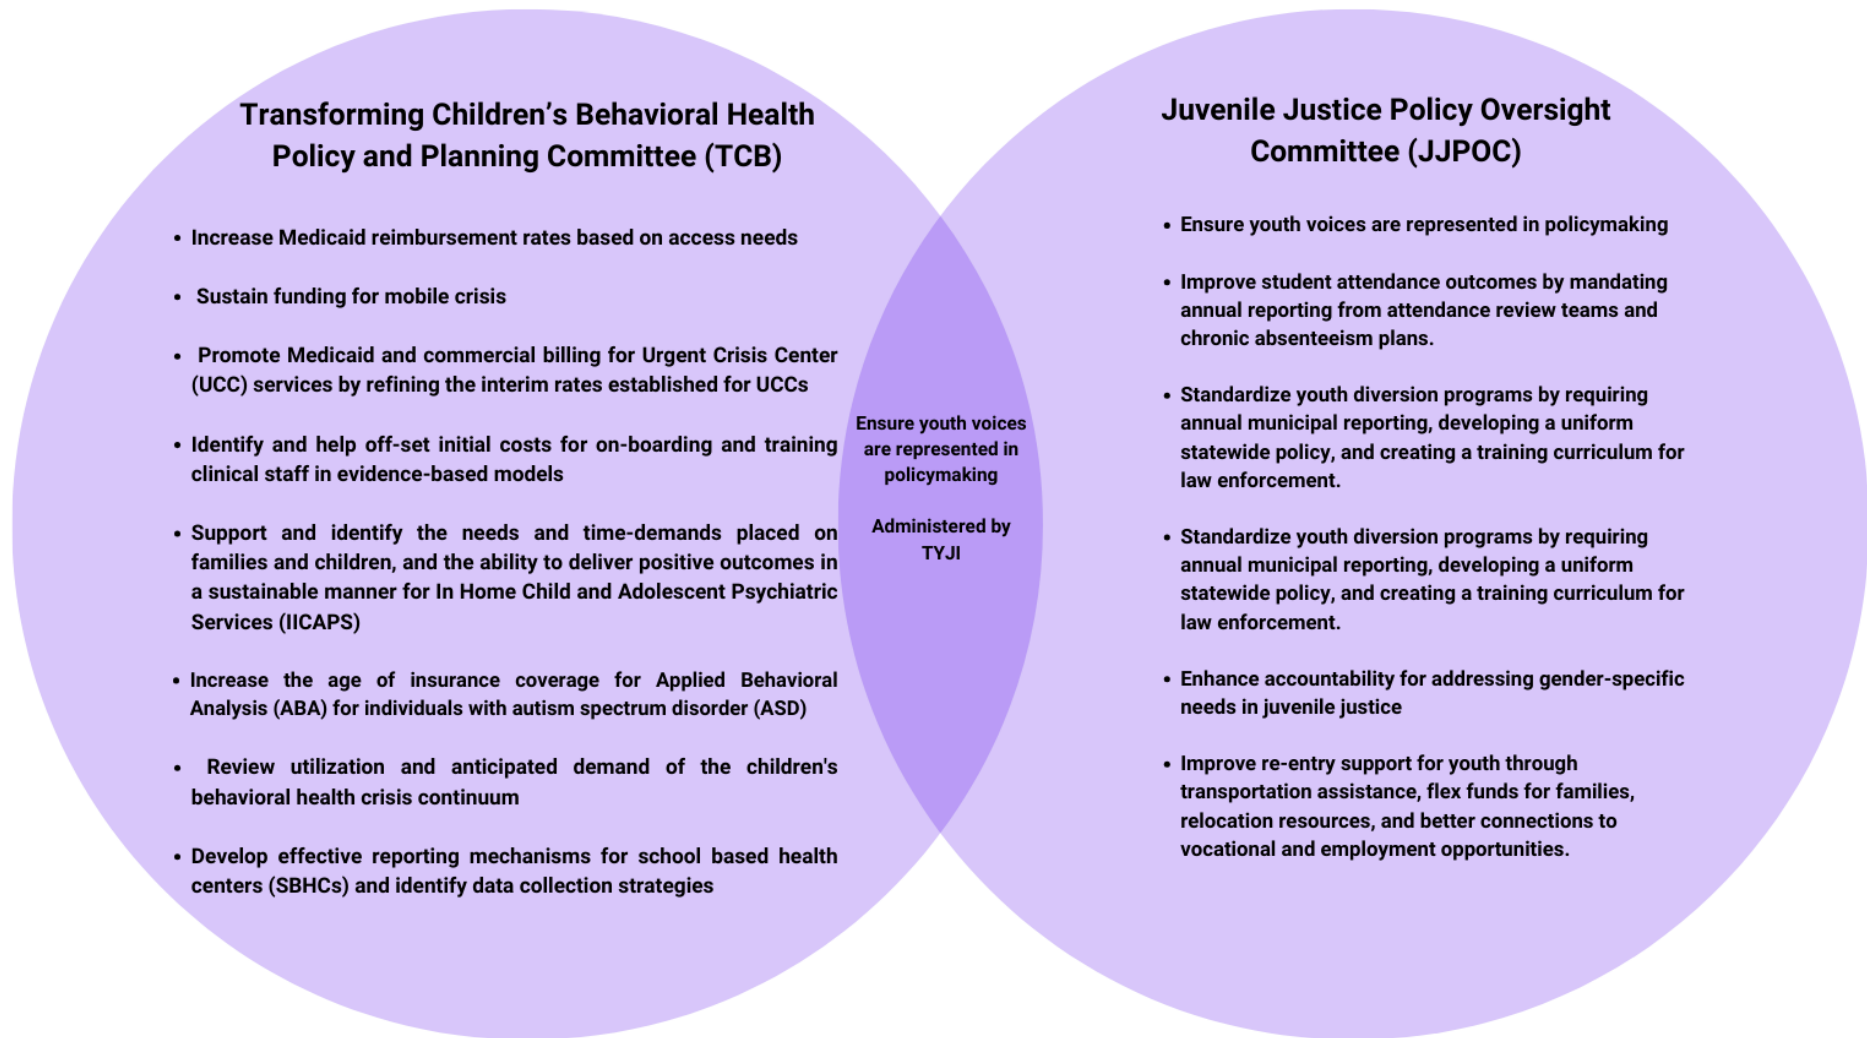 Transforming Children’s Behavioral Health
Policy and Planning Committee (TCB)
• Increase Medicaid reimbursement rates based on access needs
• Sustain funding for mobile crisis
• Promote Medicaid and commercial billing for Urgent Crisis Center
(UCC) services by refining the interim rates established for UCCs
• Identify and help off-set initial costs for on-boarding and training
clinical staff in evidence-based models
• Support and identify the needs and time-demands placed on
families and children, and the ability to deliver positive outcomes in
a sustainable manner for In Home Child and Adolescent Psychiatric
Services (IICAPS)
• Increase the age of insurance coverage for Applied Behavioral
Analysis (ABA) for individuals with autism spectrum disorder (ASD)
• Review utilization and anticipated demand of the children's
behavioral health crisis continuum
• Develop effective reporting mechanisms for school based health
centers (SBHCs) and identify data collection strategies
Ensure youth voices
are represented in
policymaking
Administered by
TYJI
Juvenile Justice Policy Oversight
Committee (JJPOC)
• Ensure youth voices are represented in policymaking
• Improve student attendance outcomes by mandating
annual reporting from attendance review teams and
chronic absenteeism plans.
• Standardize youth diversion programs by requiring
annual municipal reporting, developing a uniform
statewide policy, and creating a training curriculum for
law enforcement.
• Standardize youth diversion programs by requiring
annual municipal reporting, developing a uniform
statewide policy, and creating a training curriculum for
law enforcement.
• Enhance accountability for addressing gender-specific
needs in juvenile justice
• Improve re-entry support for youth through
transportation assistance, flex funds for families,
relocation resources, and better connections to
vocational and employment opportunities.